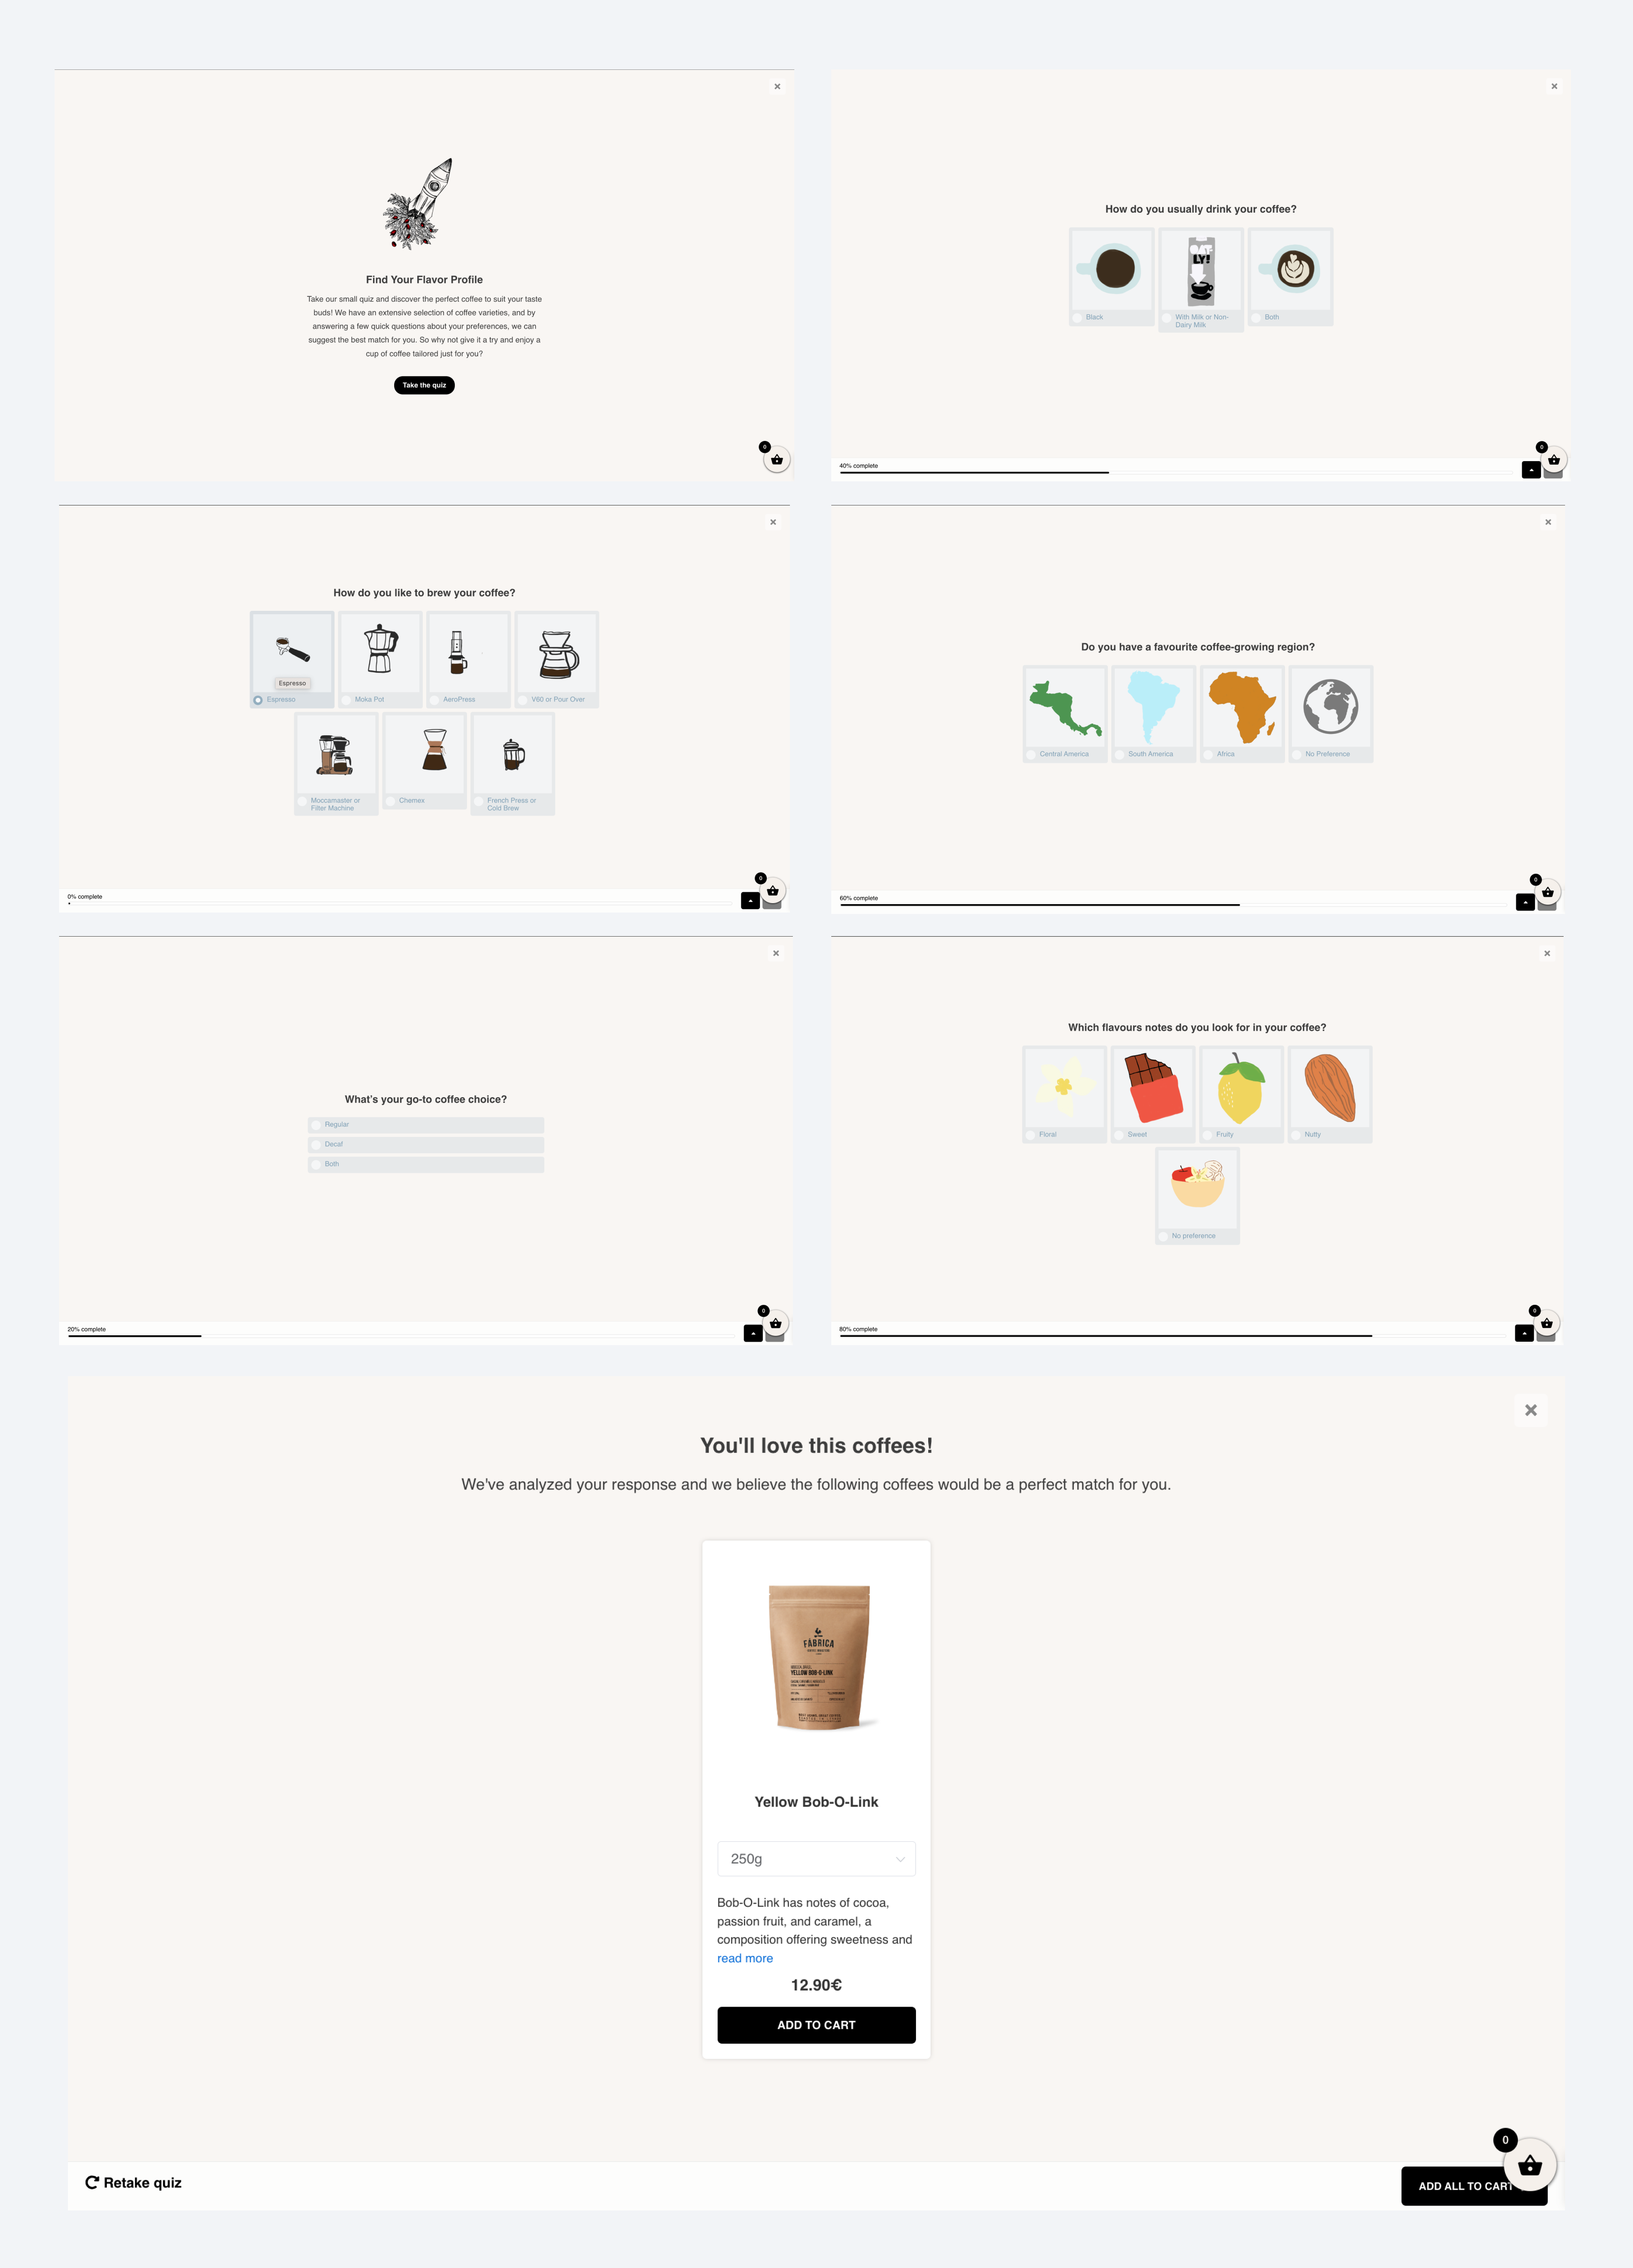 Find Your Flavor Profile
Take our small quiz and discover the perfect coffee to suit your taste
buds! We have an extensive selection of coffee varieties, and by
answering a few quick questions about your preferences, we can
suggest the best match for you. So why not give it a try and enjoy a
cup of coffee tailored just for you?
Take the quiz
0
How do you usually drink your coffee?
OAT-
LY!
Black
With Milk or Non-
Dairy Milk
Both
40% complete
0
How do you like to brew your coffee?
Espresso
Espresso
Moka Pot
AeroPress
V60 or Pour Over
Moccamaster or
Filter Machine
Chemex
French Press or
Cold Brew
0% complete
0
Do you have a favourite coffee-growing region?
Central America
South America
Africa
No Preference
60% complete
0
What's your go-to coffee choice?
Regular
Decaf
Both
20% complete
0
Which flavours notes do you look for in your coffee?
Floral
Sweet
Fruity
Nutty
No preference
80% complete
0
You'll love this coffees!
We've analyzed your response and we believe the following coffees would be a perfect match for you.
FÁBRICA
YELLOW BOB-O-LINK
Yellow Bob-O-Link
250g
Bob-O-Link has notes of cocoa,
passion fruit, and caramel, a
composition offering sweetness and
read more
12.90€
ADD TO CART
0
Retake quiz
ADD ALL TO CART